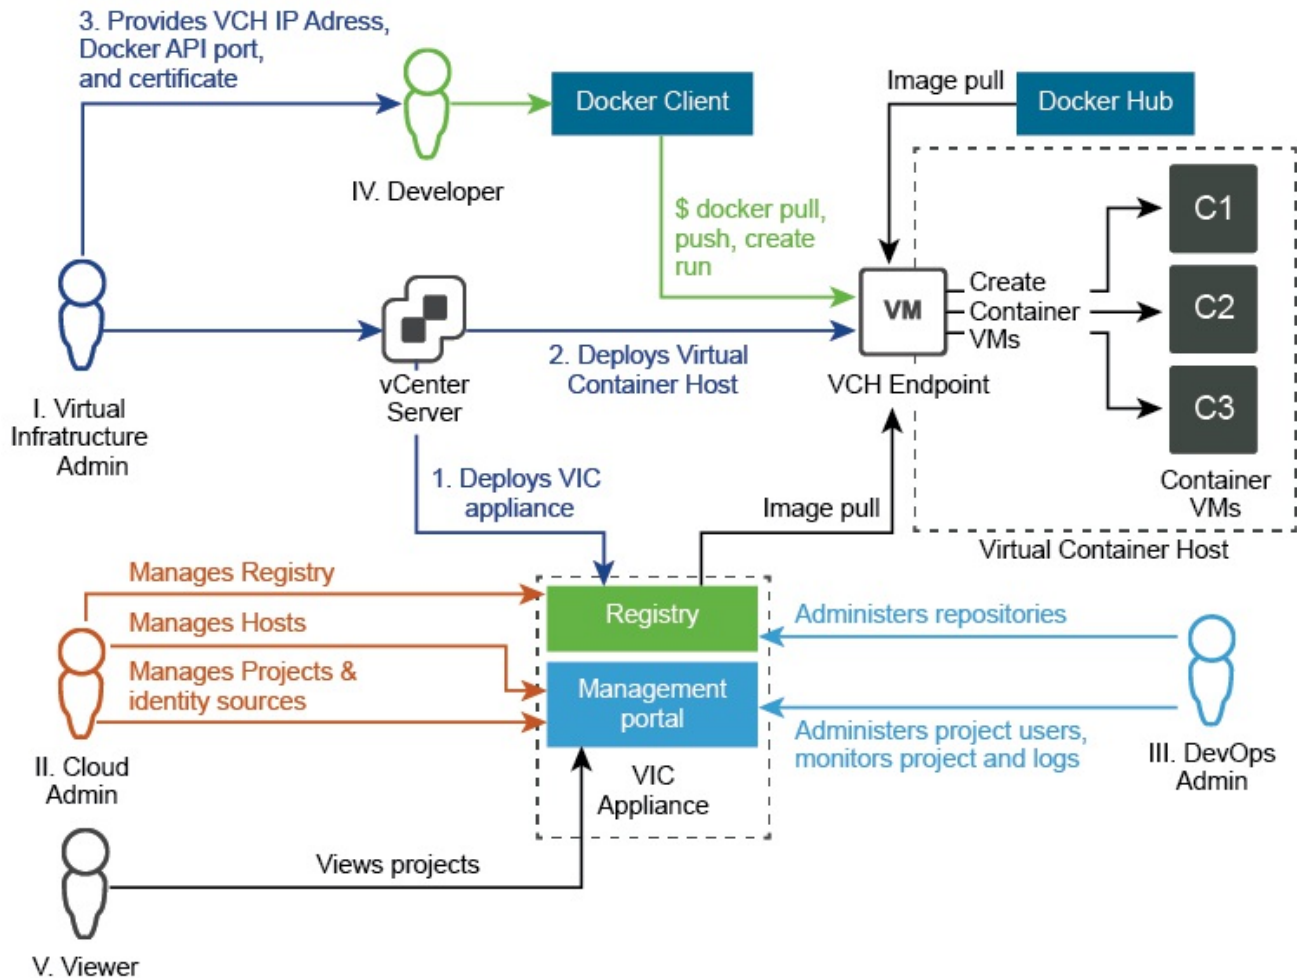 3. Provides VCH IP Adress,
Docker API port,
and certificate
Docker Client
Image pull
Docker Hub
IV. Developer
$ docker pull,
push, create
run
C1
C2
C3
VM
Create
Container
VMs
2. Deploys Virtual
Container Host
VCH Endpoint
vCenter
Server
I. Virtual
Infratructure
Admin
1. Deploys VIC
appliance
Image pull
Container
VMs
Virtual Container Host
Manages Registry
Manages Hosts
Manages Projects &
identity sources
Registry
Management
portal
VIC
Appliance
Administers repositories
Administers project users,
monitors project and logs
III. DevOps
Admin
II. Cloud
Admin
Views projects
V. Viewer